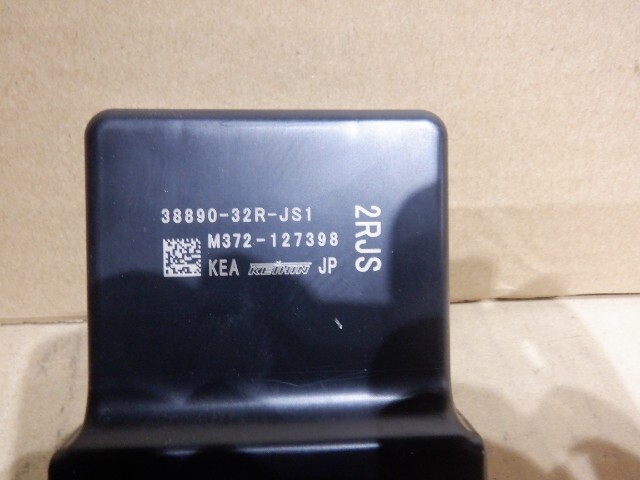 38890-32R-JS1
M372-127398
KEA KEIHIN JP
2RJS